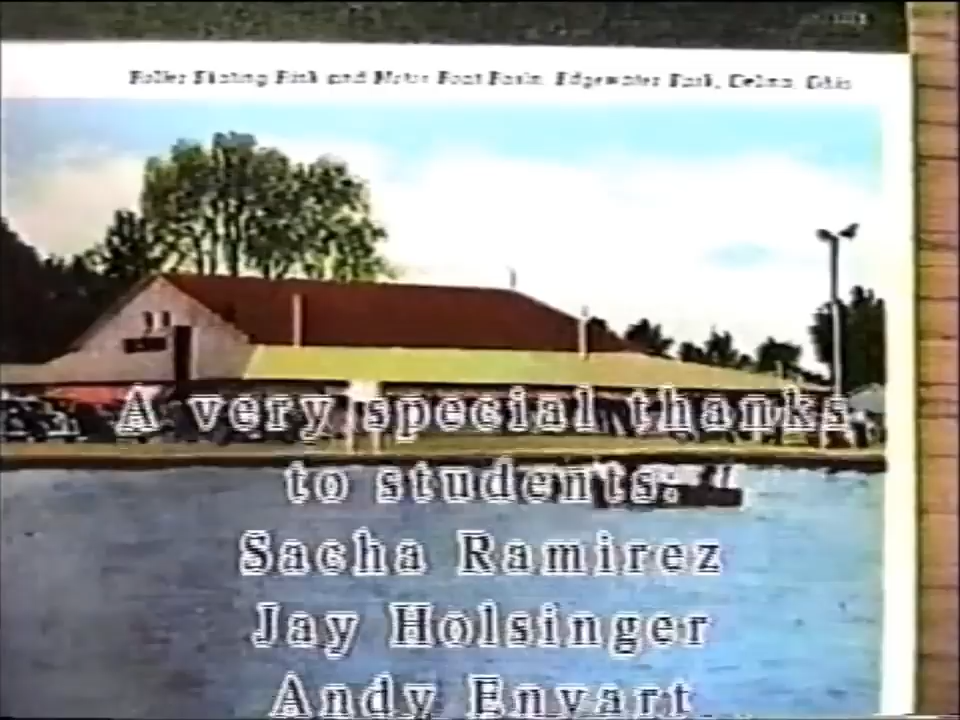 Roller Skating Rink and Motor Boat Basin, Edgewater Park, Celina, Ohio
A very special thanks
to students:
Sacha Ramirez
Jay Holsinger
Andy Enyart